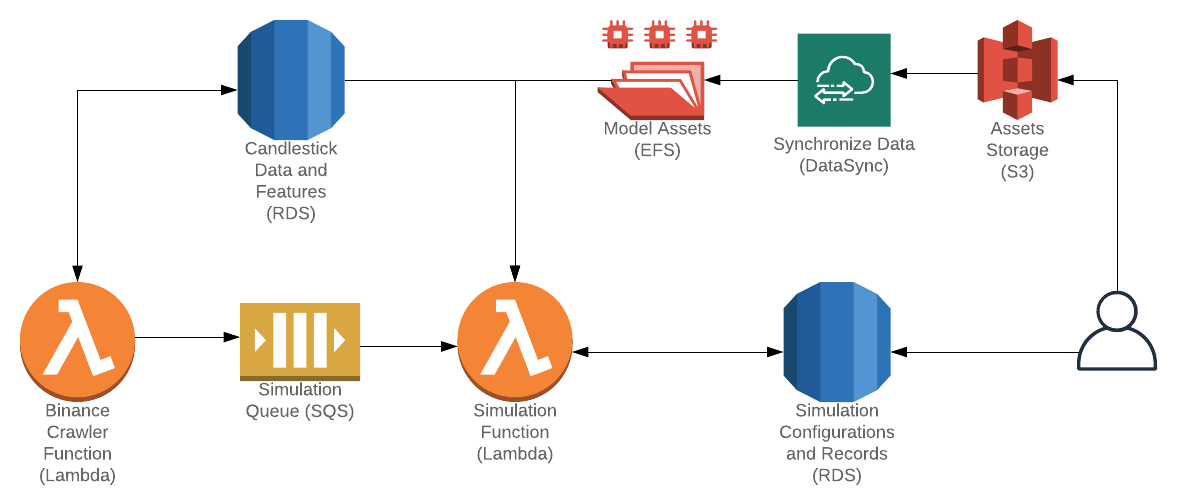 Model Assets
(EFS)
Synchronize Data
(DataSync)
Assets
Storage
(S3)
Candlestick
Data and
Features
(RDS)
Binance
Crawler
Function
(Lambda)
Simulation
Queue (SQS)
Simulation
Function
(Lambda)
Simulation
Configurations
and Records
(RDS)